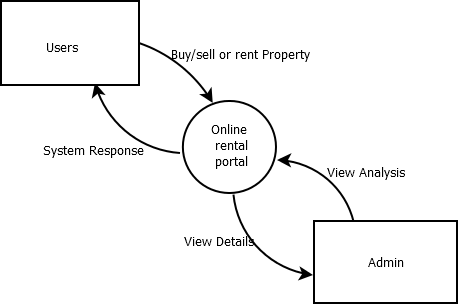 Users
Buy/sell or rent Property
Online
rental
portal
System Response
View Analysis
View Details
Admin